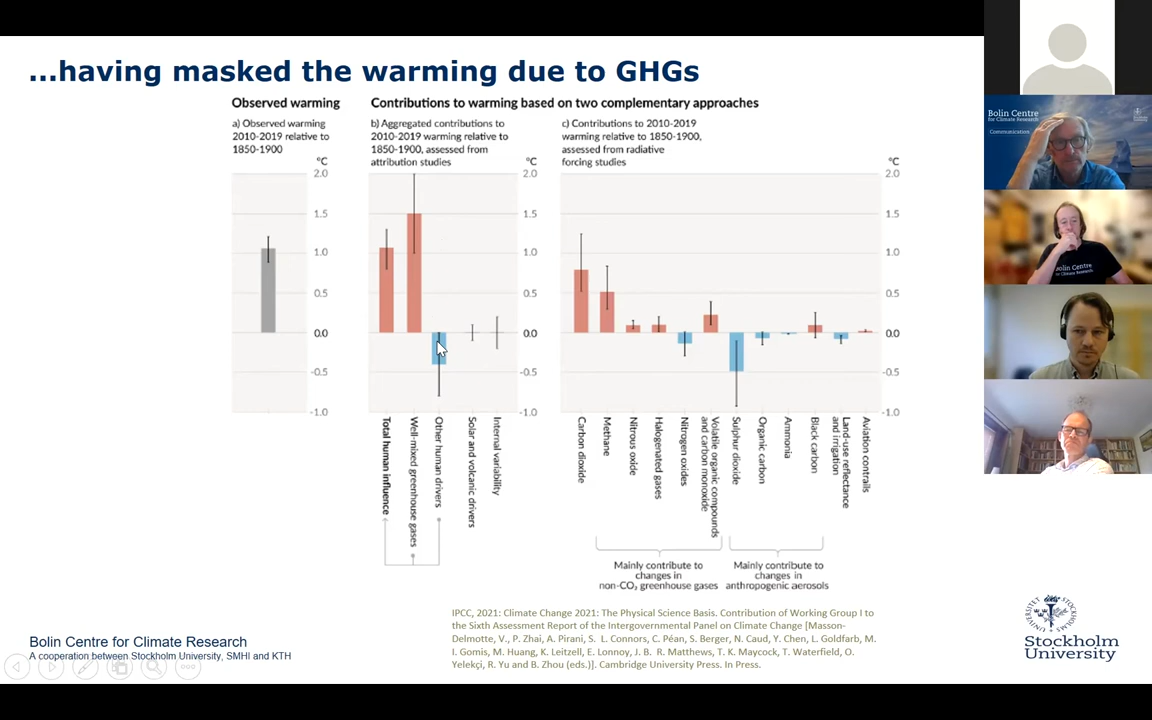 ...having masked the warming due to GHGs
Observed warming
a) Observed warming
2010-2019 relative to
1850-1900
°C
2.0
1.5
1.0
0.5
0.0
-0.5
-1.0
Contributions to warming based on two complementary approaches
b) Aggregated contributions to
2010-2019 warming relative to
1850-1900, assessed from
attribution studies
°C
2.0
1.5
1.0
0.5
0.0
-0.5
-1.0
Total human influence
Well-mixed greenhouse gases
Other human drivers
Solar and volcanic drivers
Internal variability
c) Contributions to 2010-2019
warming relative to 1850-1900,
assessed from radiative
forcing studies
°C
2.0
1.5
1.0
0.5
0.0
-0.5
-1.0
Carbon dioxide
Methane
Nitrous oxide
Halogenated gases
Nitrogen oxides
Volatile organic compounds
and carbon monoxide
Sulphur dioxide
Organic carbon
Ammonia
Black carbon
Land-use reflectance
and irrigation
Aviation contrails
Mainly contribute to
changes in
non-CO₂ greenhouse gases
Mainly contribute to
changes in
anthropogenic aerosols
IPCC, 2021: Climate Change 2021: The Physical Science Basis. Contribution of Working Group I to
the Sixth Assessment Report of the Intergovernmental Panel on Climate Change [Masson-
Delmotte, V., P. Zhai, A. Pirani, S. L. Connors, C. Péan, S. Berger, N. Caud, Y. Chen, L. Goldfarb, M.
I. Gomis, M. Huang, K. Leitzell, E. Lonnoy, J. B. R. Matthews, T. K. Maycock, T. Waterfield, O.
Yelekçi, R. Yu and B. Zhou (eds.)]. Cambridge University Press. In Press.
Bolin Centre for Climate Research
A cooperation between Stockholm University, SMHI and KTH
Stockholm
University
Bolin Centre
for Climate Research
Communication
Bolin Centre
for Climate Research